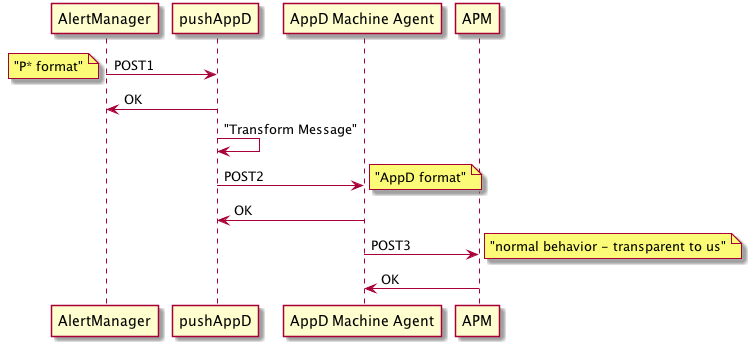 AlertManager pushAppD AppD Machine Agent APM
"P* format" POST1
OK
"Transform Message"
POST2 "AppD format"
OK
POST3 "normal behavior - transparent to us"
OK
AlertManager pushAppD AppD Machine Agent APM